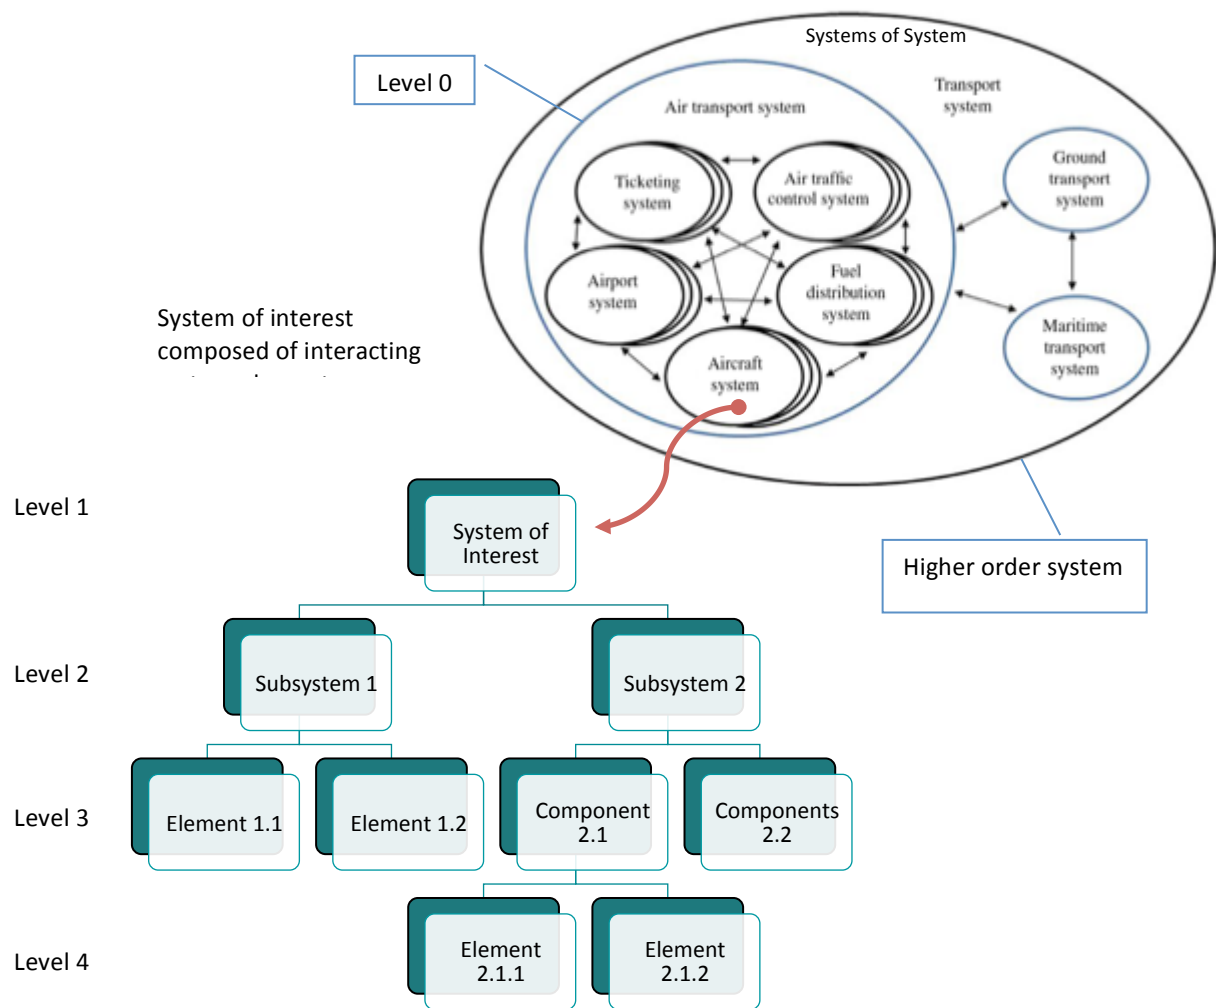 Systems of System
Level 0
Transport
system
Air transport system
Ticketing
system
Air traffic
control system
Ground
transport
system
Airport
system
Fuel
distribution
system
System of interest
composed of interacting
Maritime
transport
system
Aircraft
system
Level 1
System of
Interest
Higher order system
Level 2
Subsystem 1
Subsystem 2
Level 3
Element 1.1
Element 1.2
Component
2.1
Components
2.2
Level 4
Element
2.1.1
Element
2.1.2